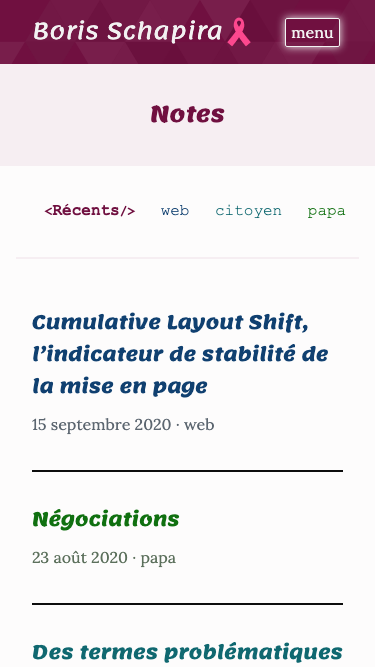 Boris Schapira
menu
Notes
<Récents/> web citoyen papa
Cumulative Layout Shift,
l’indicateur de stabilité de
la mise en page
15 septembre 2020 · web
Négociations
23 août 2020 · papa
Des termes problématiques